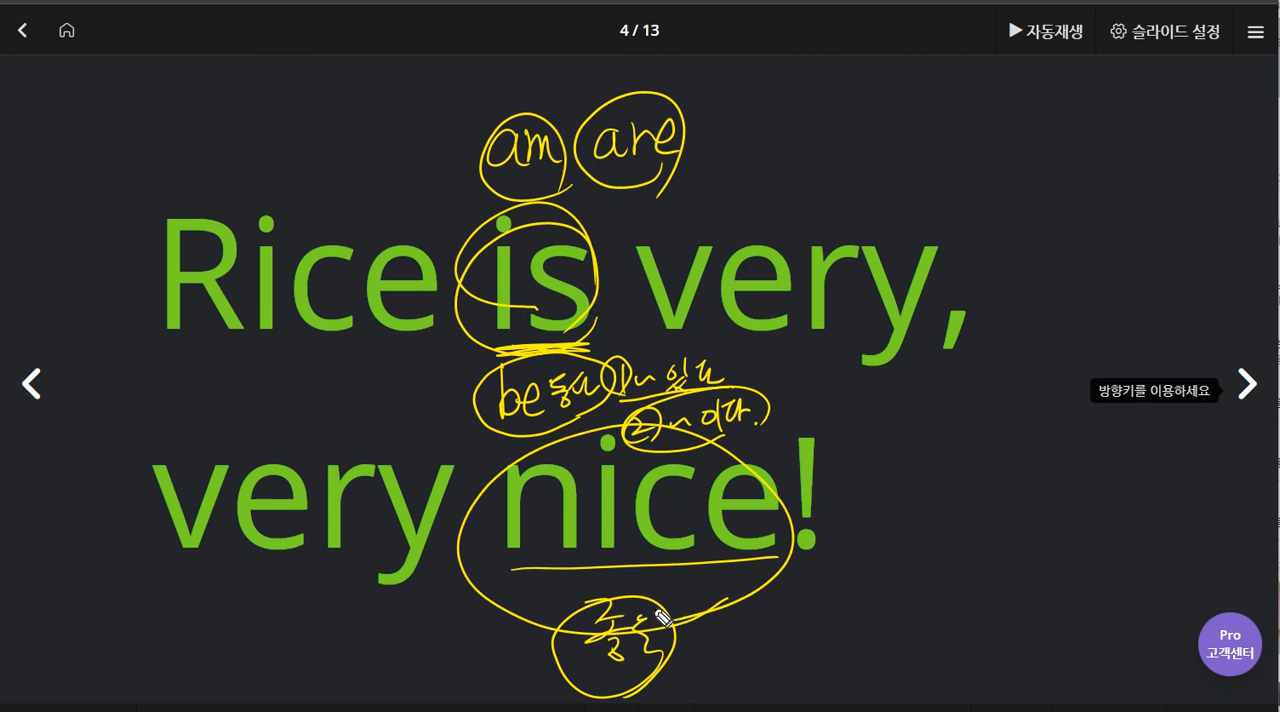 4 / 13
▶ 자동재생
슬라이드 설정
am are
Rice is very,
be동사 ① ~ 있다
② ~ 이다.
방향키를 이용하세요
very nice!
좋은
Pro
고객센터